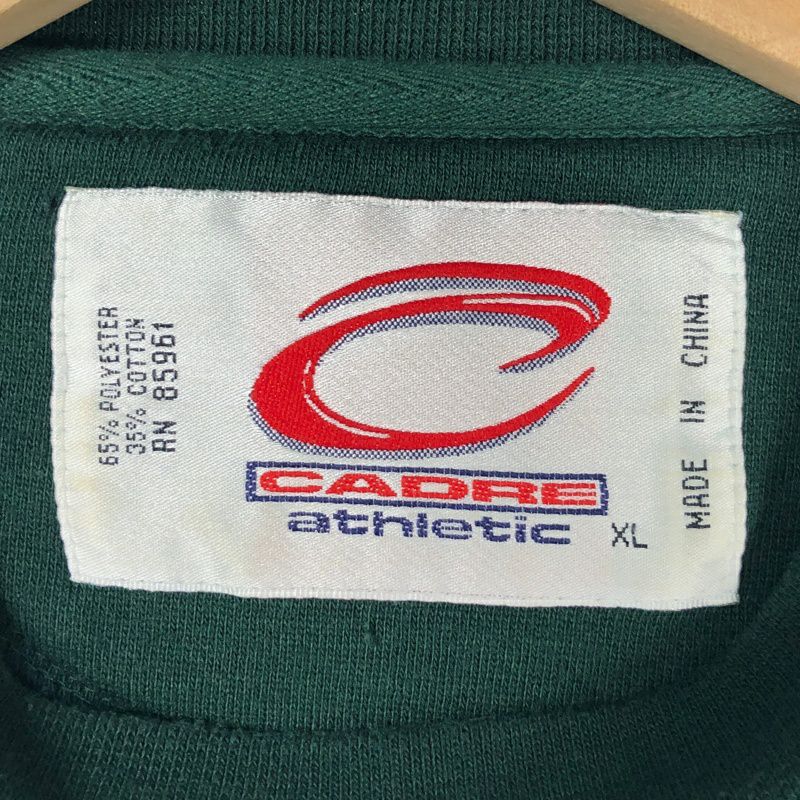 65% POLYESTER
35% COTTON
RN 85961
CADRE
athletic
XL
MADE IN CHINA